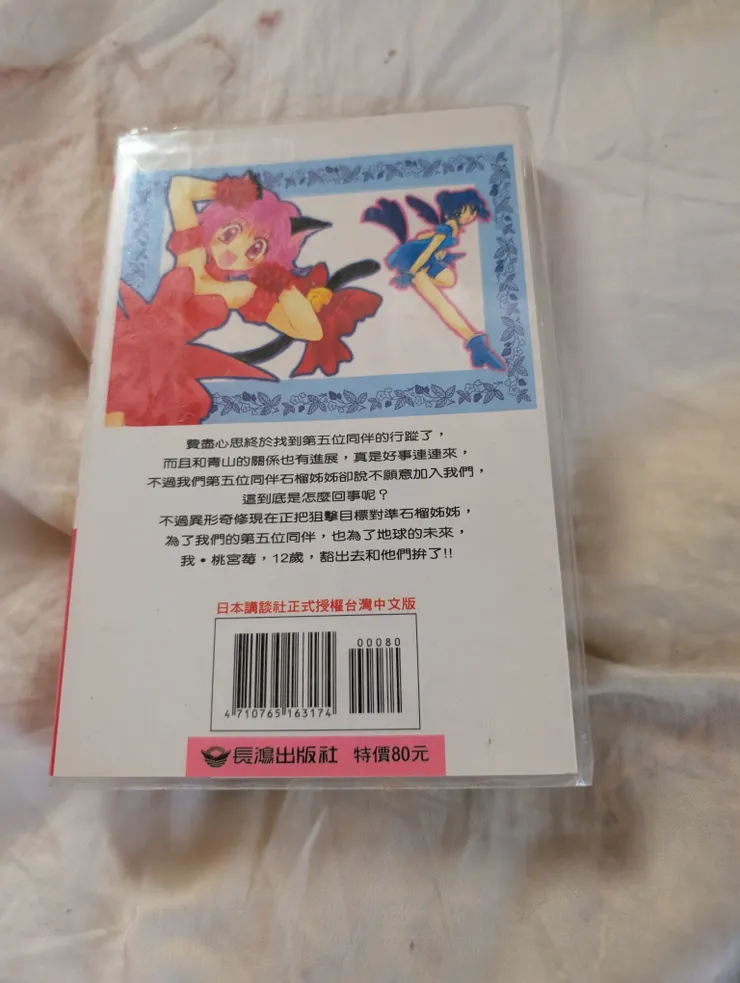 費盡心思終於找到第五位同伴的行蹤了，
而且和青山的關係也有進展，真是好事連連來，
不過我們第五位同伴石榴姊姊卻說不願意加入我們，
這到底是怎麼回事呢？
不過異形奇修現在正把狙擊目標對準石榴姊姊，
為了我們的第五位同伴，也為了地球的未來，
我・桃宮莓，12歲，豁出去和他們拚了!!
日本講談社正式授權台灣中文版
00080
4 710765 163174
長鴻出版社 特價80元